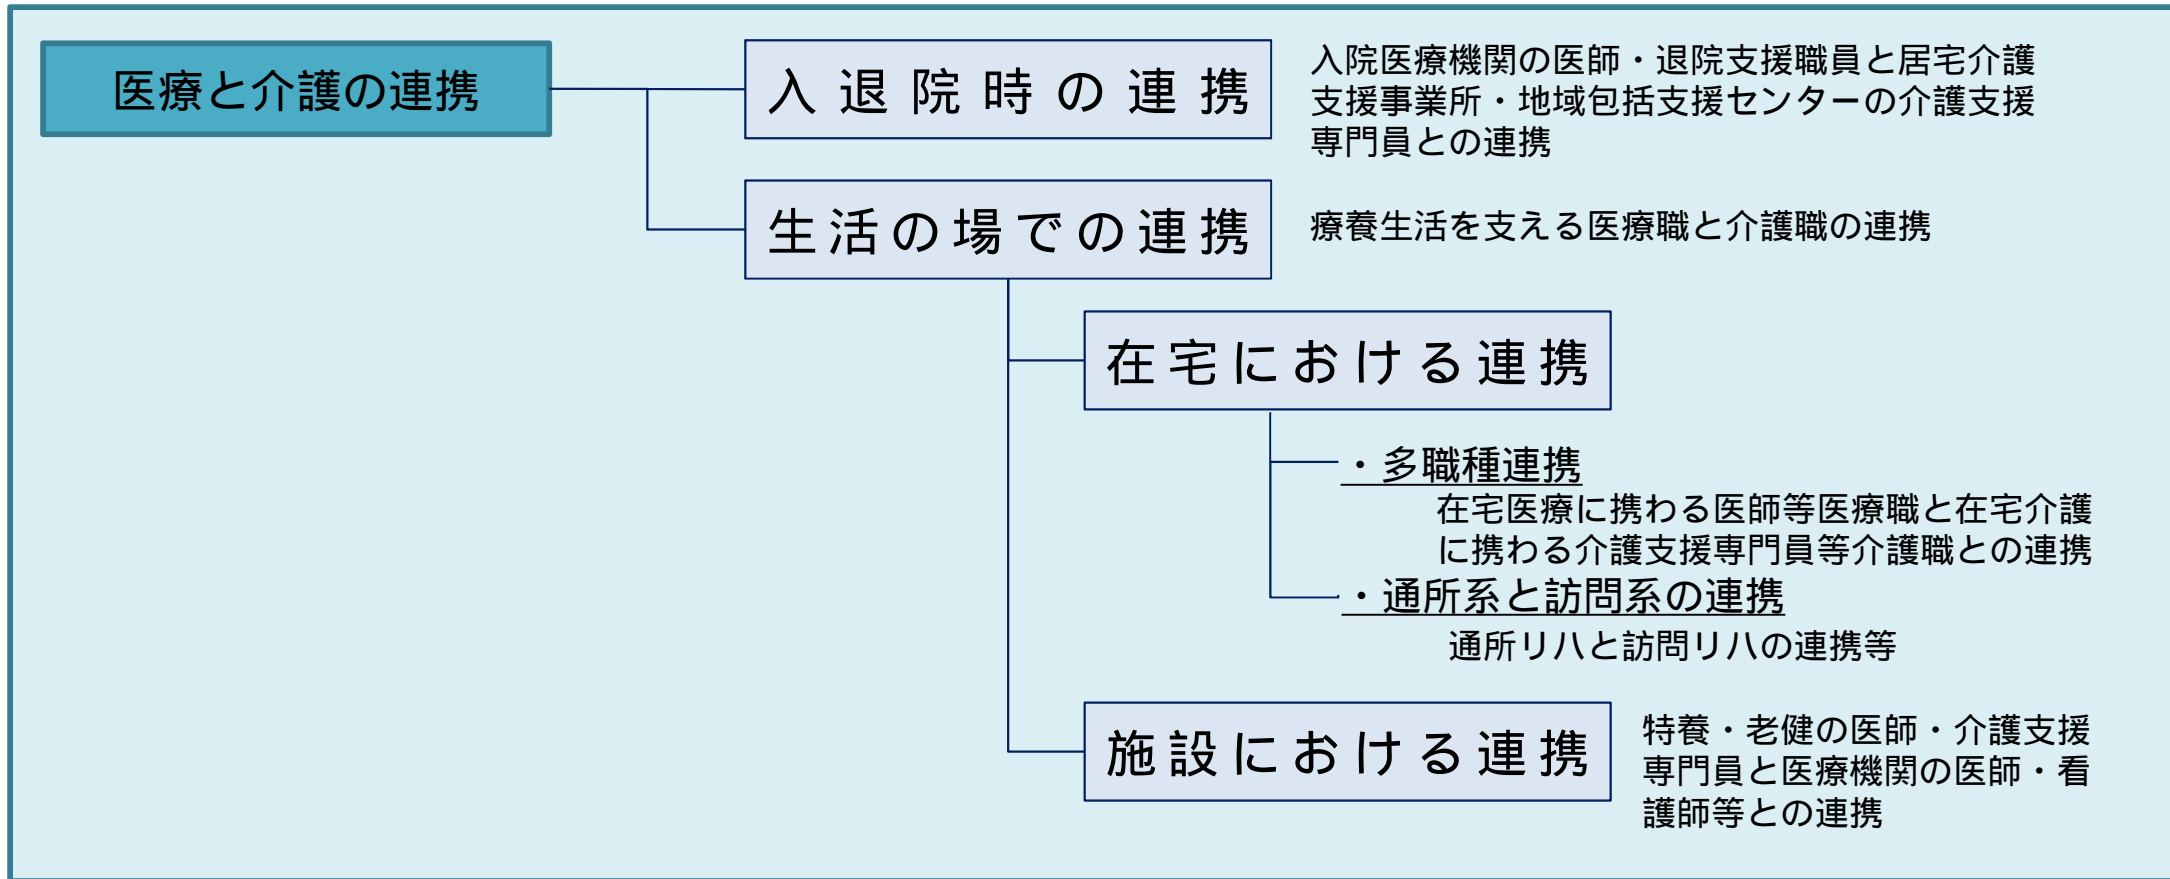 医療と介護の連携
入退院時の連携
入院医療機関の医師・退院支援職員と居宅介護
支援事業所・地域包括支援センターの介護支援
専門員との連携
生活の場での連携
療養生活を支える医療職と介護職の連携
在宅における連携
・多職種連携
在宅医療に携わる医師等医療職と在宅介護
に携わる介護支援専門員等介護職との連携
・通所系と訪問系の連携
通所リハと訪問リハの連携等
施設における連携
特養・老健の医師・介護支援
専門員と医療機関の医師・看
護師等との連携